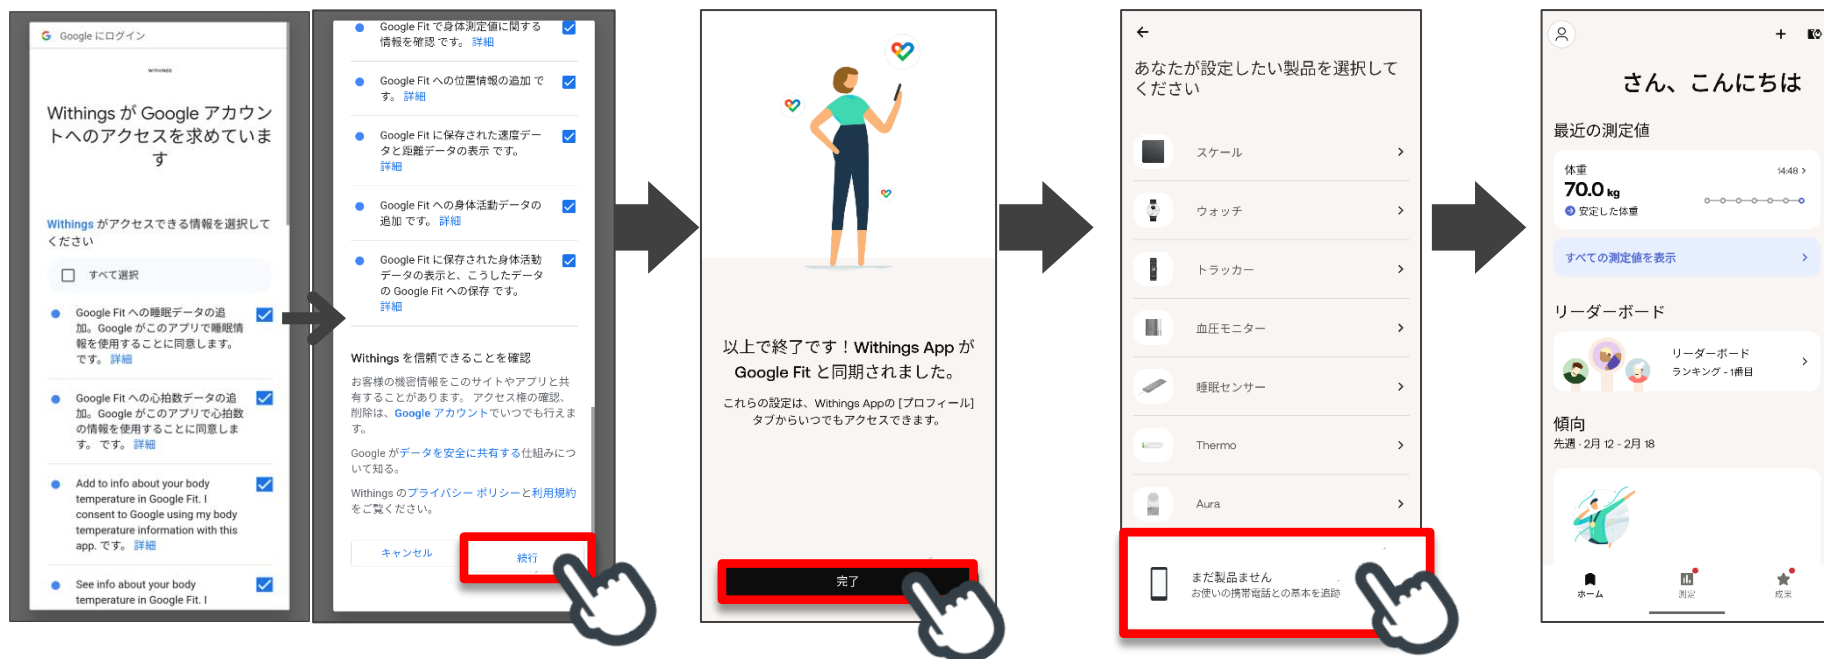 Google にログイン
WITHINGS
Withings が Google アカウン
トへのアクセスを求めていま
す
Withings がアクセスできる情報を選択して
ください
すべて選択
Google Fit への睡眠データの追
加。Google がこのアプリで睡眠情
報を使用することに同意します。
です。 詳細
Google Fit への心拍数データの追
加。Google がこのアプリで心拍数
の情報を使用することに同意しま
す。 です。 詳細
Add to info about your body
temperature in Google Fit. I
consent to Google using my body
temperature information with this
app. です。 詳細
See info about your body
temperature in Google Fit. I
Google Fit で身体測定値に関する
情報を確認 です。 詳細
Google Fit への位置情報の追加 で
す。 詳細
Google Fit に保存された速度デー
タと距離データの表示 です。
詳細
Google Fit への身体活動データの
追加 です。 詳細
Google Fit に保存された身体活動
データの表示と、こうしたデータ
の Google Fit への保存 です。
詳細
Withings を信頼できることを確認
お客様の機密情報をこのサイトやアプリと共
有することがあります。 アクセス権の確認、
削除は、Google アカウントでいつでも行えま
す。
Google がデータを安全に共有する仕組みにつ
いて知る。
Withings のプライバシー ポリシーと利用規約
をご覧ください。
キャンセル
続行
以上で終了です！Withings App が
Google Fit と同期されました。
これらの設定は、Withings Appの [プロフィール]
タブからいつでもアクセスできます。
完了
あなたが設定したい製品を選択して
ください
スケール
ウォッチ
トラッカー
血圧モニター
睡眠センサー
Thermo
Aura
まだ製品ません
お使いの携帯電話との基本を追跡
さん、こんにちは
最近の測定値
体重
14:48
70.0 kg
安定した体重
すべての測定値を表示
リーダーボード
リーダーボード
ランキング - 1番目
傾向
先週 - 2月 12 - 2月 18
ホーム
測定
成果